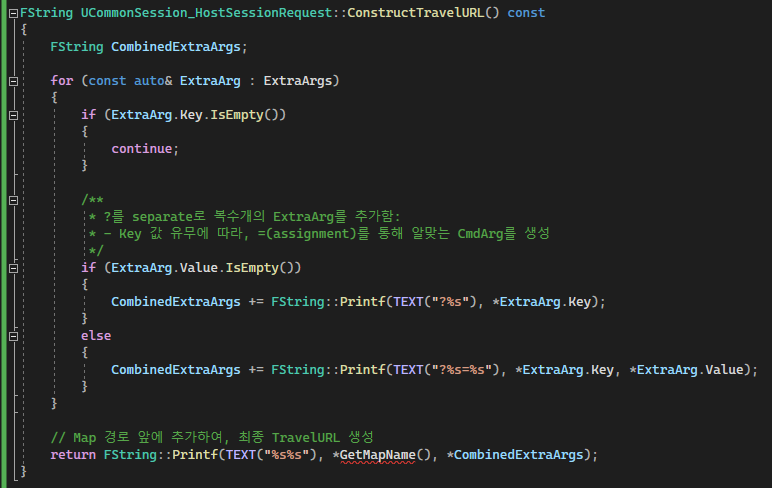 FString UCommonSession_HostSessionRequest::ConstructTravelURL() const
{
    FString CombinedExtraArgs;

    for (const auto& ExtraArg : ExtraArgs)
    {
        if (ExtraArg.Key.IsEmpty())
        {
            continue;
        }

        /**
         * ?를 separate로 복수개의 ExtraArg를 추가함:
         * - Key 값 유무에 따라, =(assignment)를 통해 알맞는 CmdArg를 생성
         */
        if (ExtraArg.Value.IsEmpty())
        {
            CombinedExtraArgs += FString::Printf(TEXT("?%s"), *ExtraArg.Key);
        }
        else
        {
            CombinedExtraArgs += FString::Printf(TEXT("?%s=%s"), *ExtraArg.Key, *ExtraArg.Value);
        }
    }

    // Map 경로 앞에 추가하여, 최종 TravelURL 생성
    return FString::Printf(TEXT("%s%s"), *GetMapName(), *CombinedExtraArgs);
}